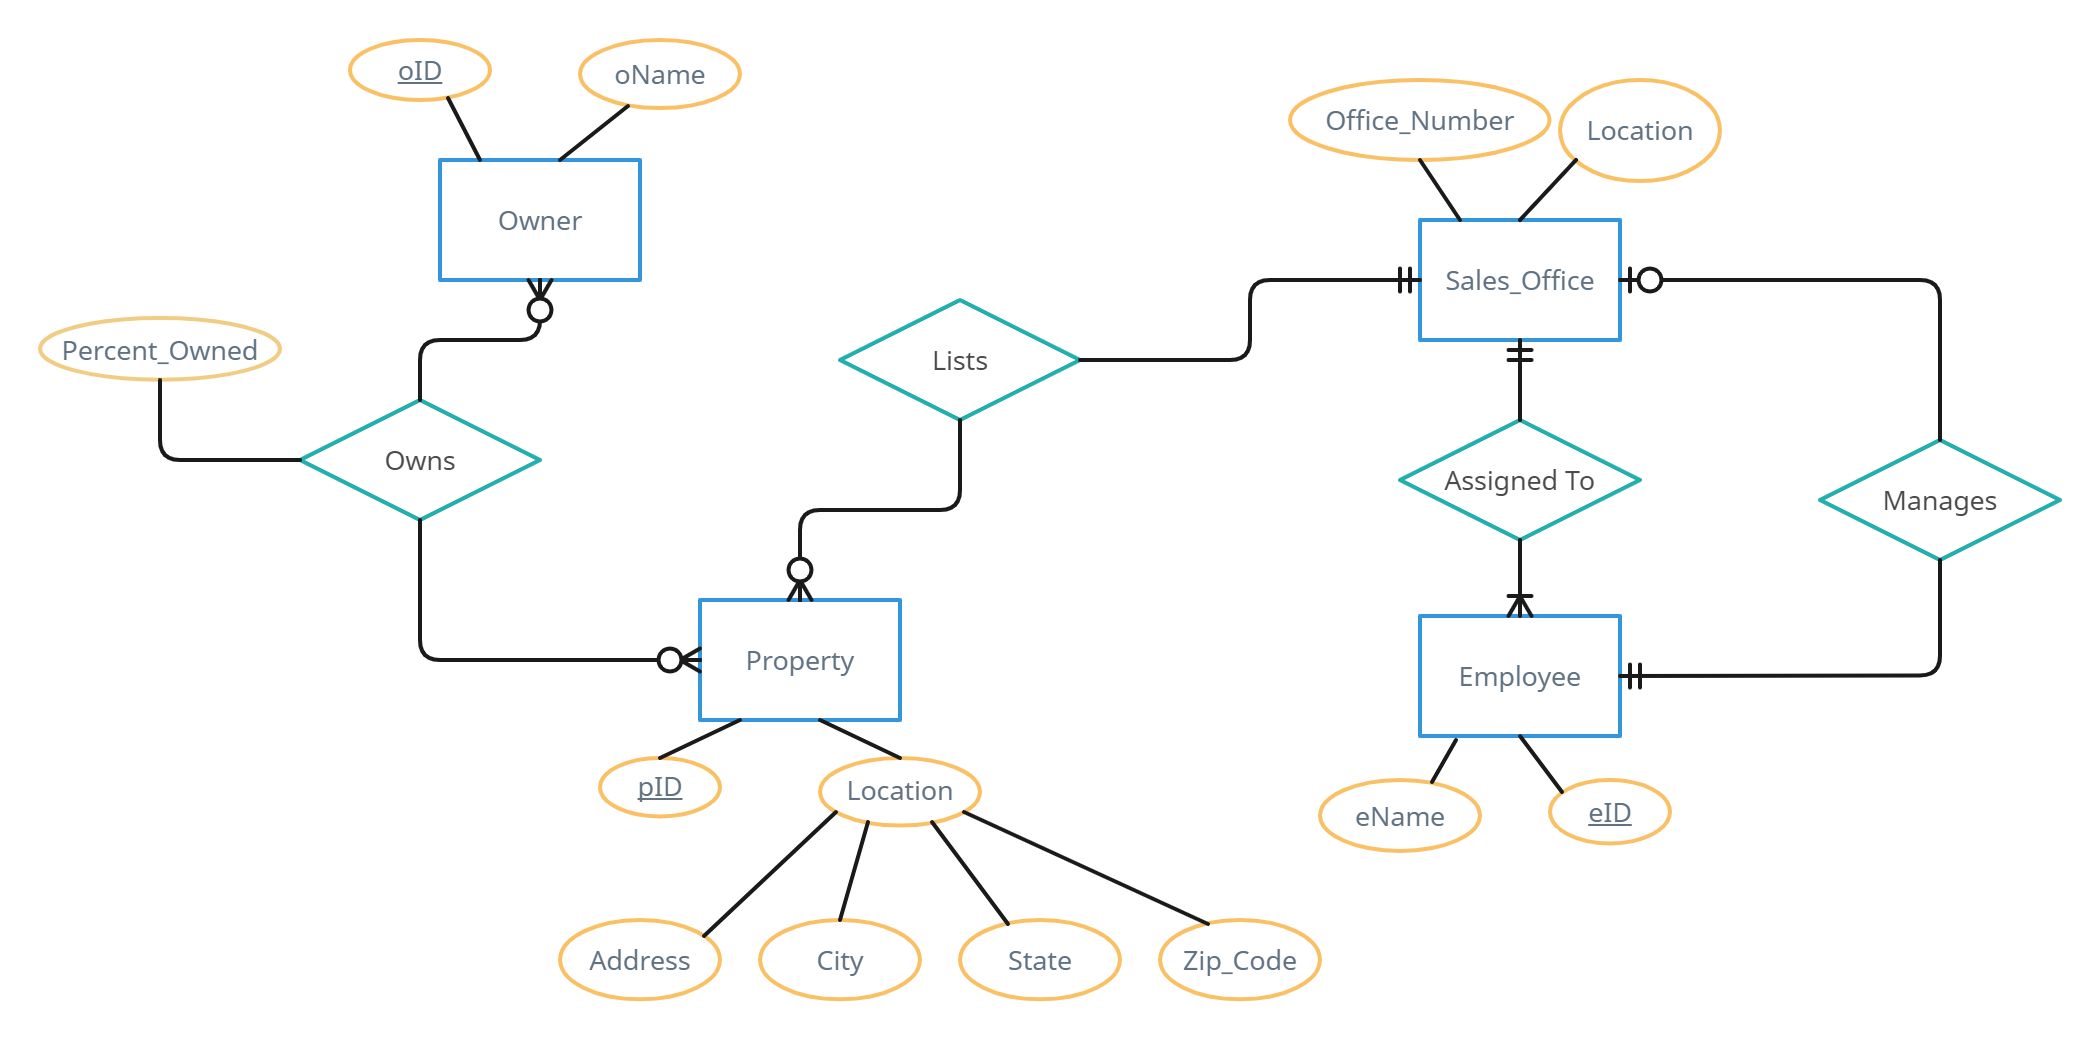 oID
oName
Office_Number
Location
Owner
Sales_Office
Percent_Owned
Lists
Owns
Assigned To
Manages
Property
Employee
pID
Location
eName
eID
Address
City
State
Zip_Code